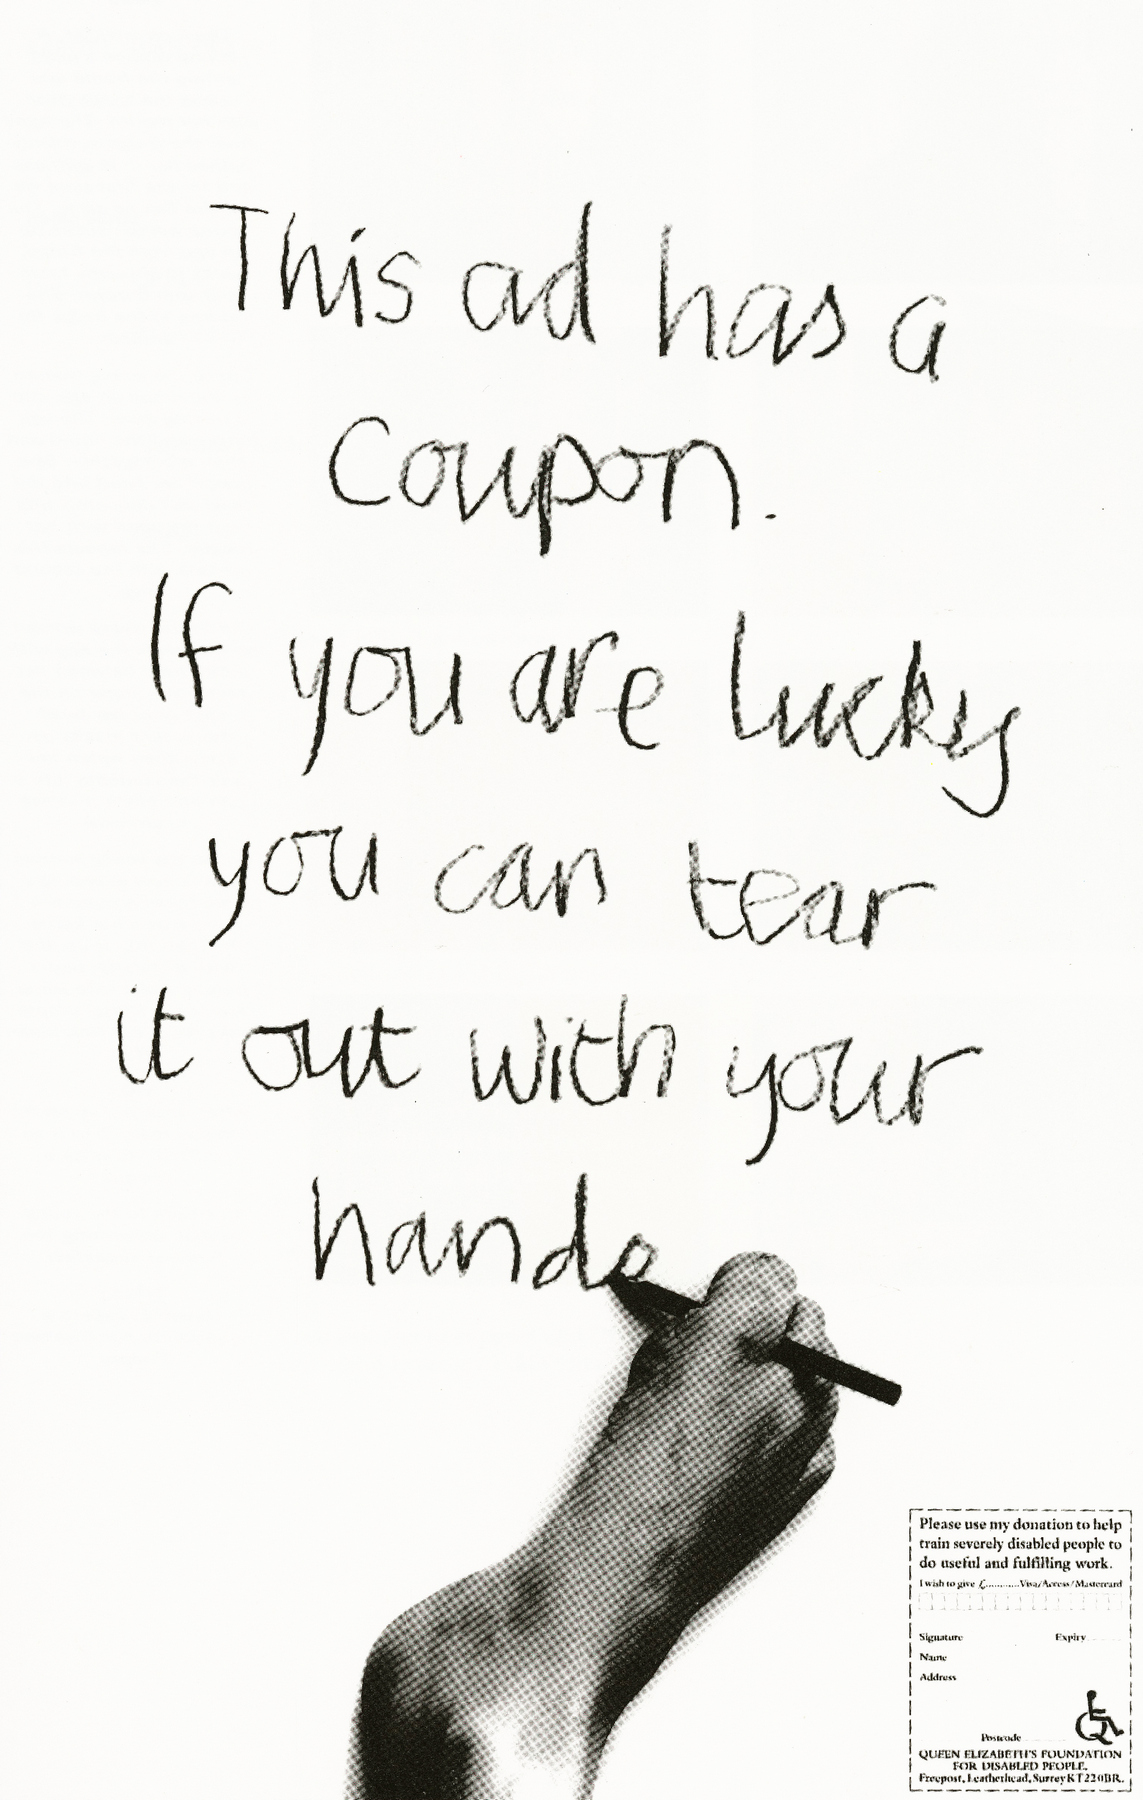 This ad has a
coupon.
If you are lucky
you can tear
it out with your
hands
Please use my donation to help
train severely disabled people to
do useful and fulfilling work.
I wish to give £............Visa/Access/Mastercard
Signature Expiry
Name
Address
Postcode
QUEEN ELIZABETH'S FOUNDATION
FOR DISABLED PEOPLE.
Freepost, Leatherhead, Surrey KT22 0BR.